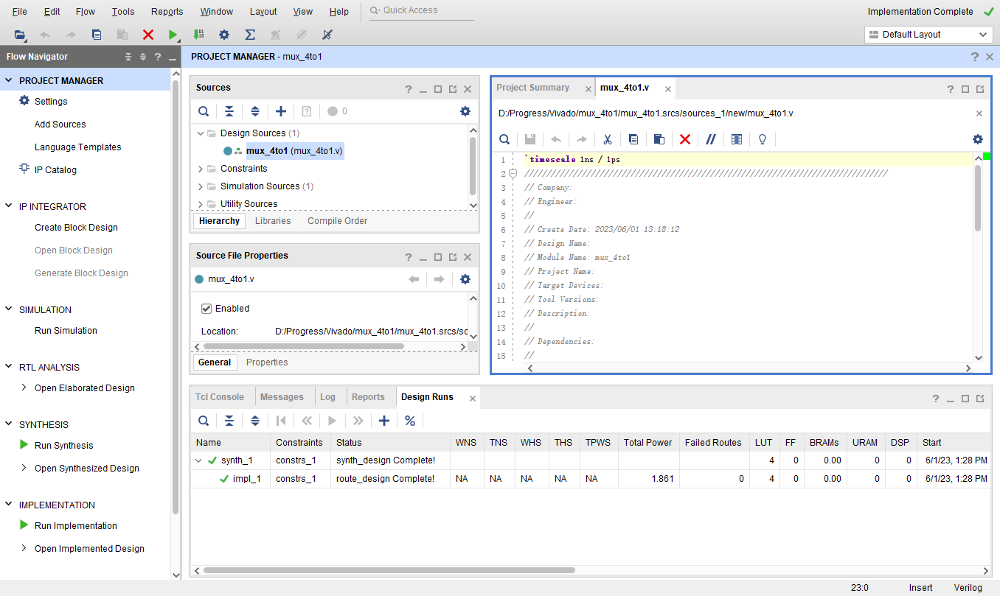 File Edit Flow Tools Reports Window Layout View Help Quick Access Implementation Complete
Default Layout
Flow Navigator
PROJECT MANAGER - mux_4to1
PROJECT MANAGER
Settings
Add Sources
Language Templates
IP Catalog
IP INTEGRATOR
Create Block Design
Open Block Design
Generate Block Design
SIMULATION
Run Simulation
RTL ANALYSIS
Open Elaborated Design
SYNTHESIS
Run Synthesis
Open Synthesized Design
IMPLEMENTATION
Run Implementation
Open Implemented Design
Sources
0
Design Sources (1)
mux_4to1 (mux_4to1.v)
Constraints
Simulation Sources (1)
Utility Sources
Hierarchy Libraries Compile Order
Source File Properties
mux_4to1.v
Enabled
Location: D:/Progress/Vivado/mux_4to1/mux_4to1.srcs/so
General Properties
Project Summary mux_4to1.v
D:/Progress/Vivado/mux_4to1/mux_4to1.srcs/sources_1/new/mux_4to1.v
1 `timescale 1ns / 1ps
2 //////////////////////////////////////////////////////////////////////////////////
3 // Company:
4 // Engineer:
5 //
6 // Create Date: 2023/06/01 13:18:12
7 // Design Name:
8 // Module Name: mux_4to1
9 // Project Name:
10 // Target Devices:
11 // Tool Versions:
12 // Description:
13 //
14 // Dependencies:
15 //
Tcl Console Messages Log Reports Design Runs
Name Constraints Status WNS TNS WHS THS TPWS Total Power Failed Routes LUT FF BRAMs URAM DSP Start
synth_1 constrs_1 synth_design Complete! 4 0 0.00 0 0 6/1/23, 1:28 PM
impl_1 constrs_1 route_design Complete! NA NA NA NA NA 1.861 0 4 0 0.00 0 0 6/1/23, 1:28 PM
23:0 Insert Verilog